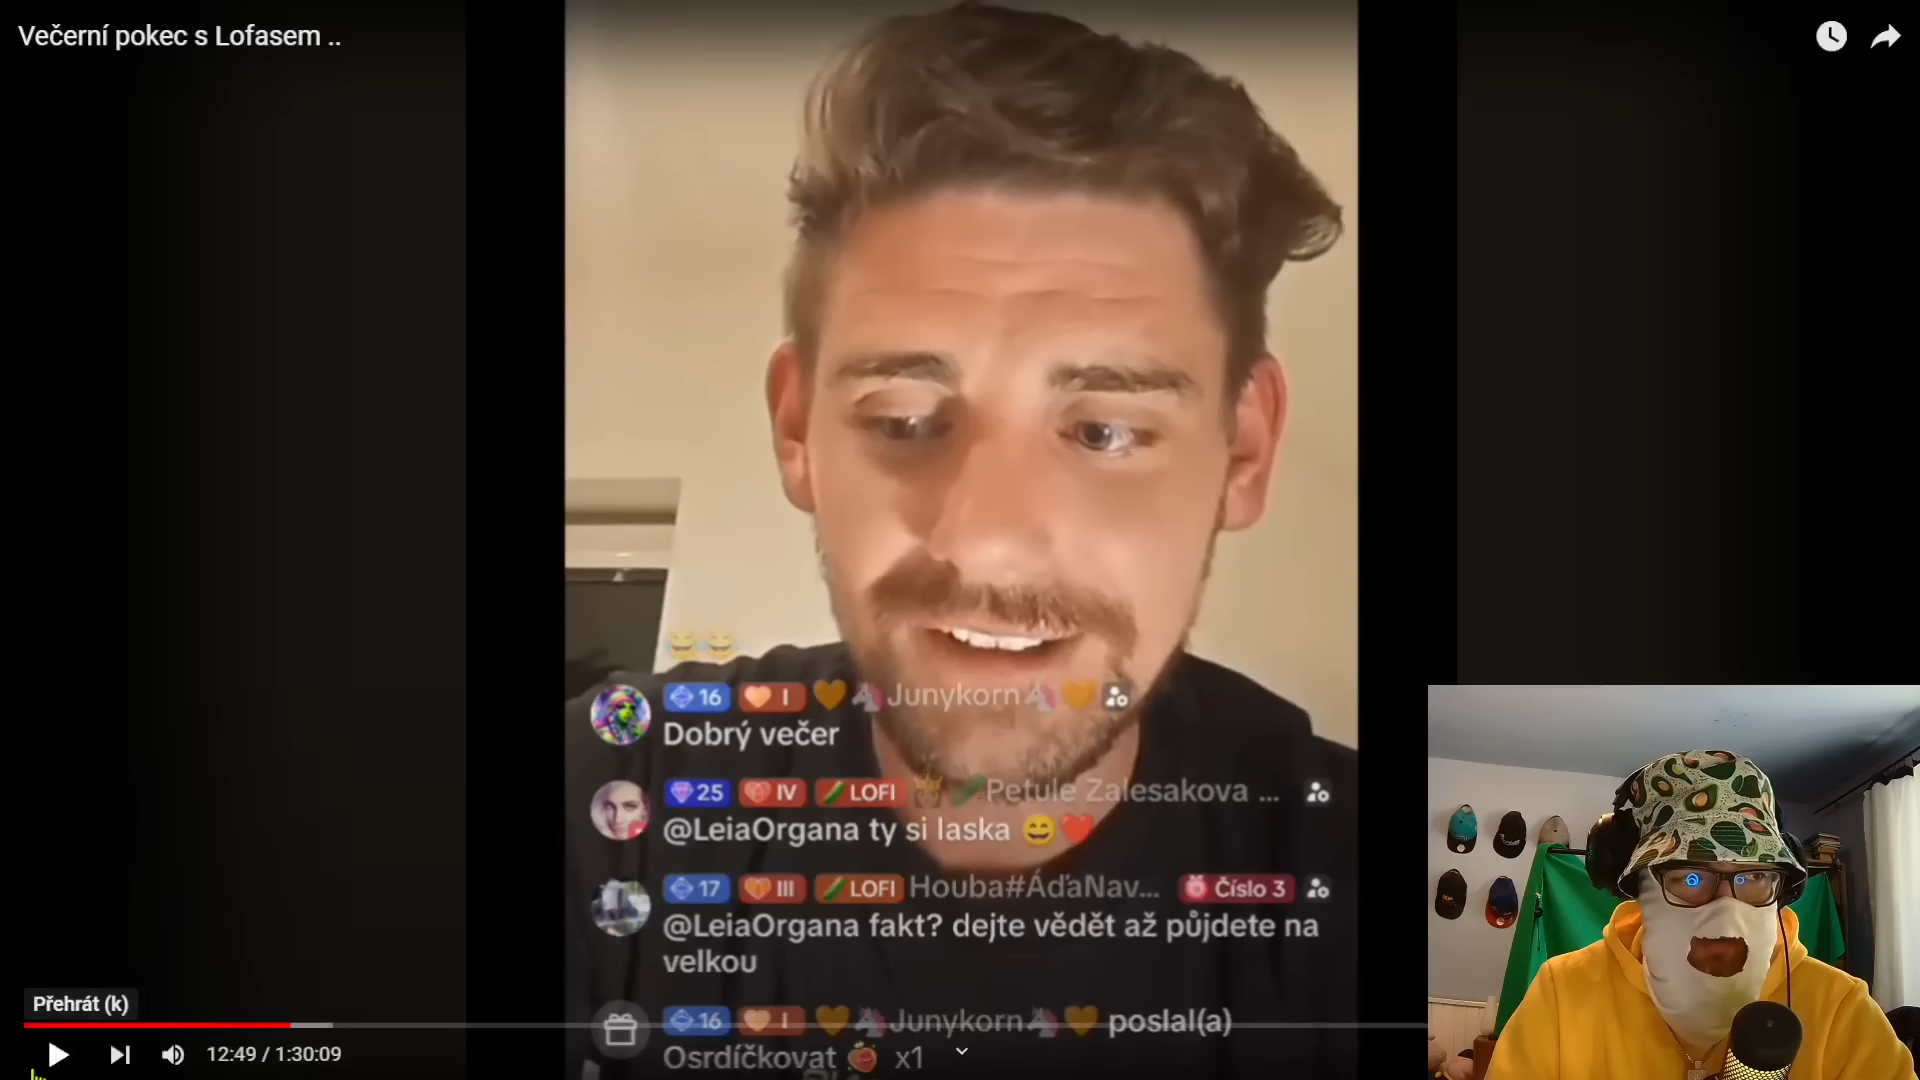 Večerní pokec s Lofasem ..
16 I Junykorn
Dobrý večer
25 IV LOFI Petule Zalesakova ...
@LeiaOrgana ty si laska
17 III LOFI Houba#ÁďaNav... Číslo 3
@LeiaOrgana fakt? dejte vědět až půjdete na
velkou
16 I Junykorn poslal(a)
Osrdíčkovat x1
Přehrát (k)
12:49 / 1:30:09